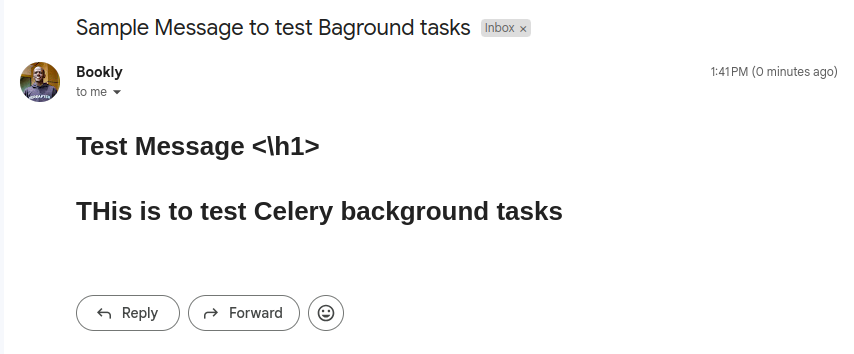 Sample Message to test Baground tasks Inbox ×
Bookly 1:41 PM (0 minutes ago)
to me
Test Message <\h1>
THis is to test Celery background tasks
Reply Forward